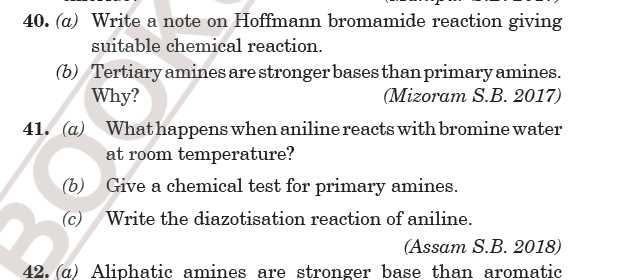 40. (a) Write a note on Hoffmann bromamide reaction giving
suitable chemical reaction.
(b) Tertiary amines are stronger bases than primary amines.
Why? (Mizoram S.B. 2017)
41. (a) What happens when aniline reacts with bromine water
at room temperature?
(b) Give a chemical test for primary amines.
(c) Write the diazotisation reaction of aniline.
(Assam S.B. 2018)
42. (a) Aliphatic amines are stronger base than aromatic
BOOK